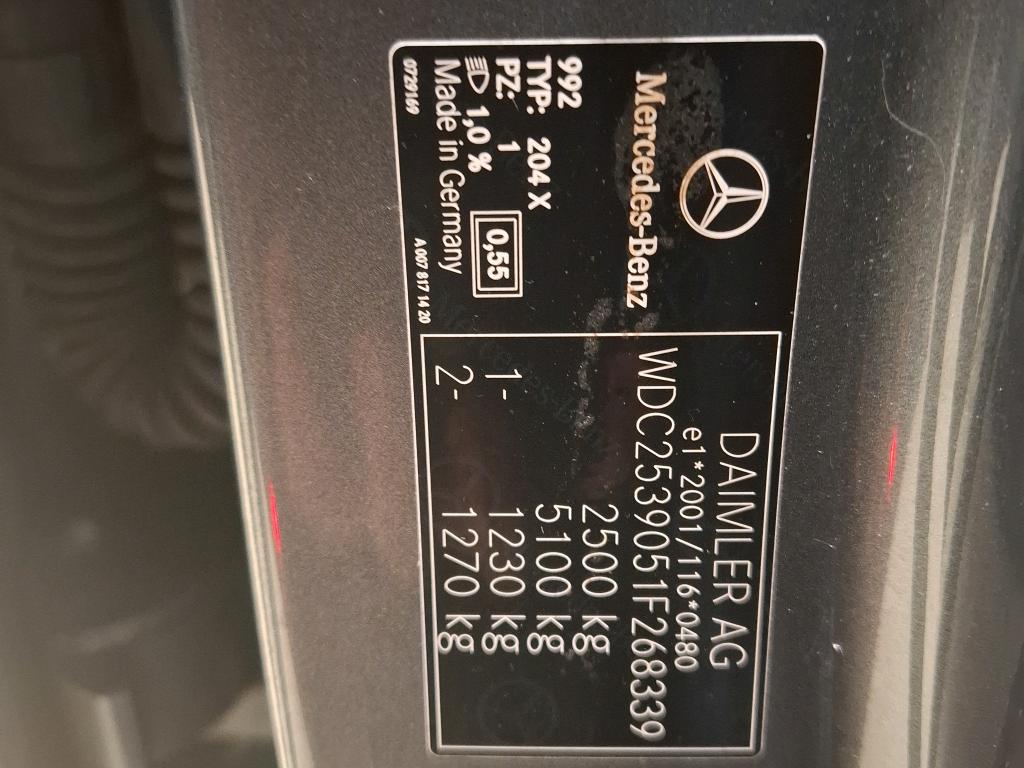 Mercedes-Benz
992
TYP: 204 X
PZ: 1
1,0 %
0,55
Made in Germany
0729169
A 007 817 14 20
DAIMLER AG
e1*2001/116*0480
WDC2539051F268339
2500 kg
5100 kg
1- 1230 kg
2- 1270 kg